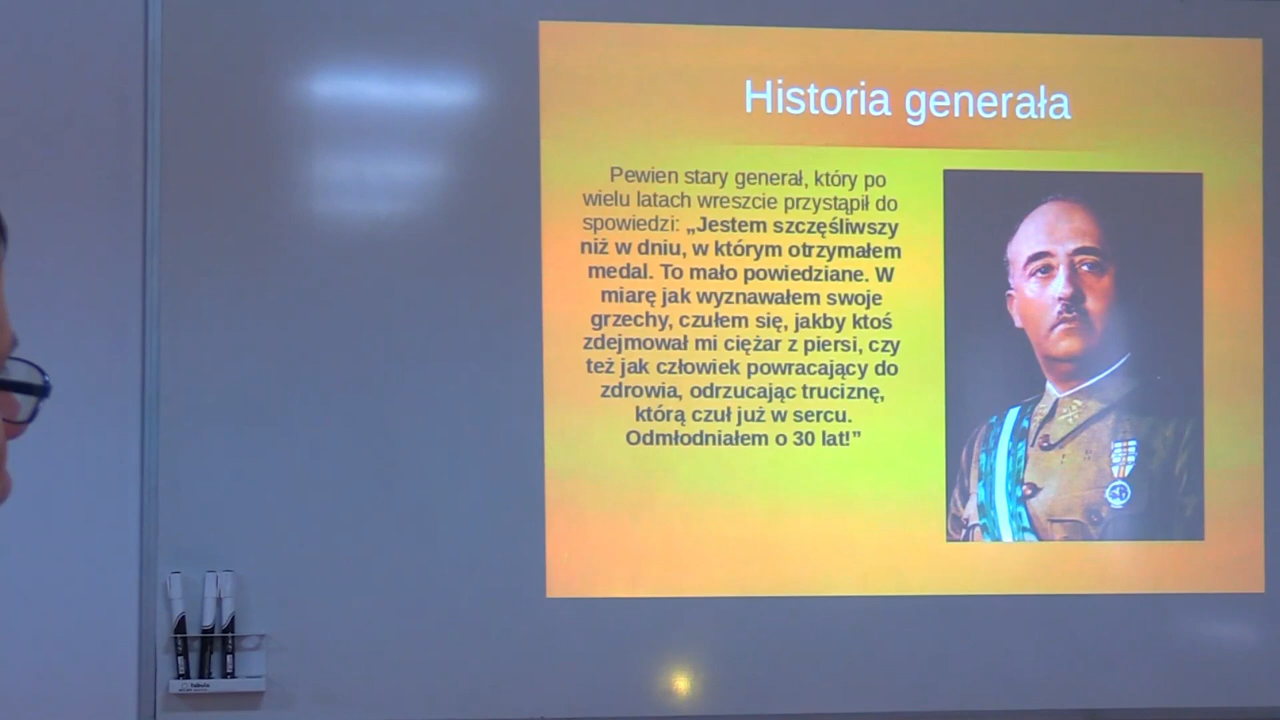 Historia generała
Pewien stary generał, który po
wielu latach wreszcie przystąpił do
spowiedzi: „Jestem szczęśliwszy
niż w dniu, w którym otrzymałem
medal. To mało powiedziane. W
miarę jak wyznawałem swoje
grzechy, czułem się, jakby ktoś
zdejmował mi ciężar z piersi, czy
też jak człowiek powracający do
zdrowia, odrzucając truciznę,
którą czuł już w sercu.
Odmłodniałem o 30 lat!”